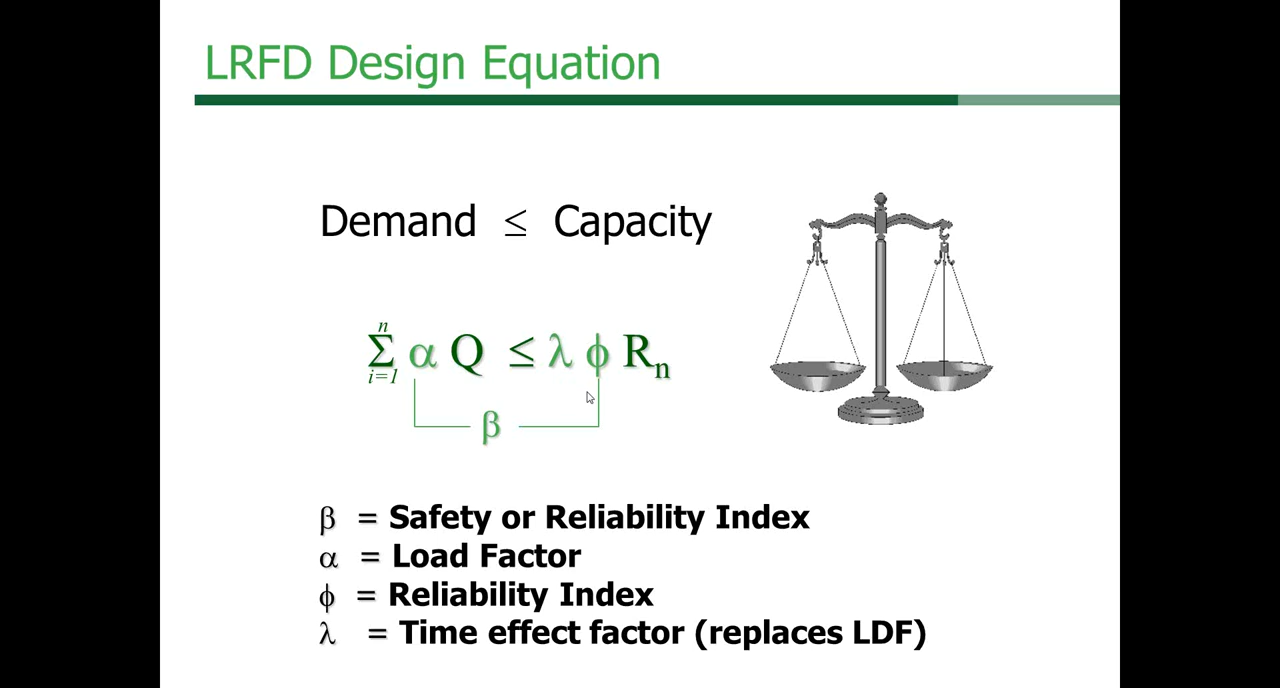 LRFD Design Equation
Demand ≤ Capacity
n
Σ α Q ≤ λ ϕ Rn
i=1
β
β = Safety or Reliability Index
α = Load Factor
ϕ = Reliability Index
λ = Time effect factor (replaces LDF)